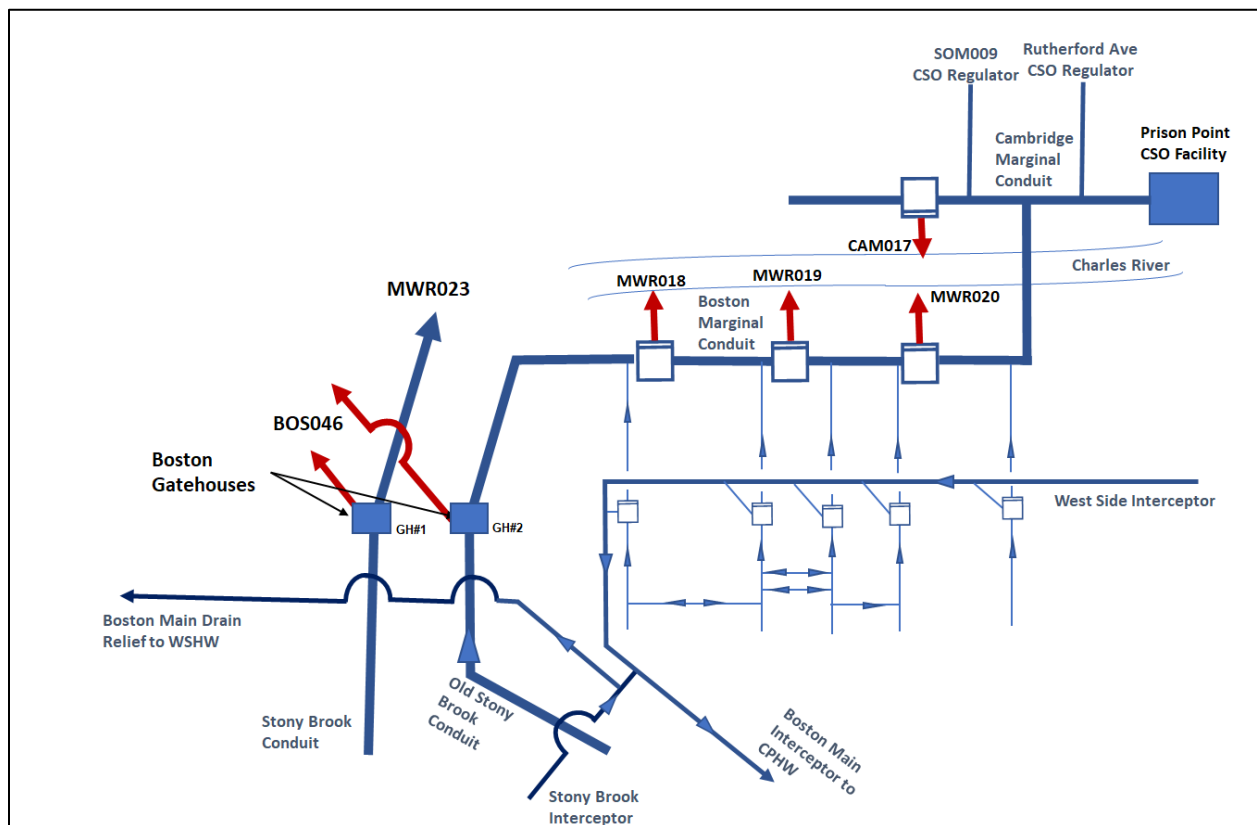 SOM009
CSO Regulator
Rutherford Ave
CSO Regulator
Cambridge
Marginal
Conduit
Prison Point
CSO Facility
CAM017
Charles River
MWR018
MWR019
MWR020
MWR023
Boston
Marginal
Conduit
BOS046
Boston
Gatehouses
GH#1
GH#2
West Side Interceptor
Boston Main Drain
Relief to WSHW
Stony Brook
Conduit
Old Stony
Brook
Conduit
Boston Main
Interceptor to
CPHW
Stony Brook
Interceptor